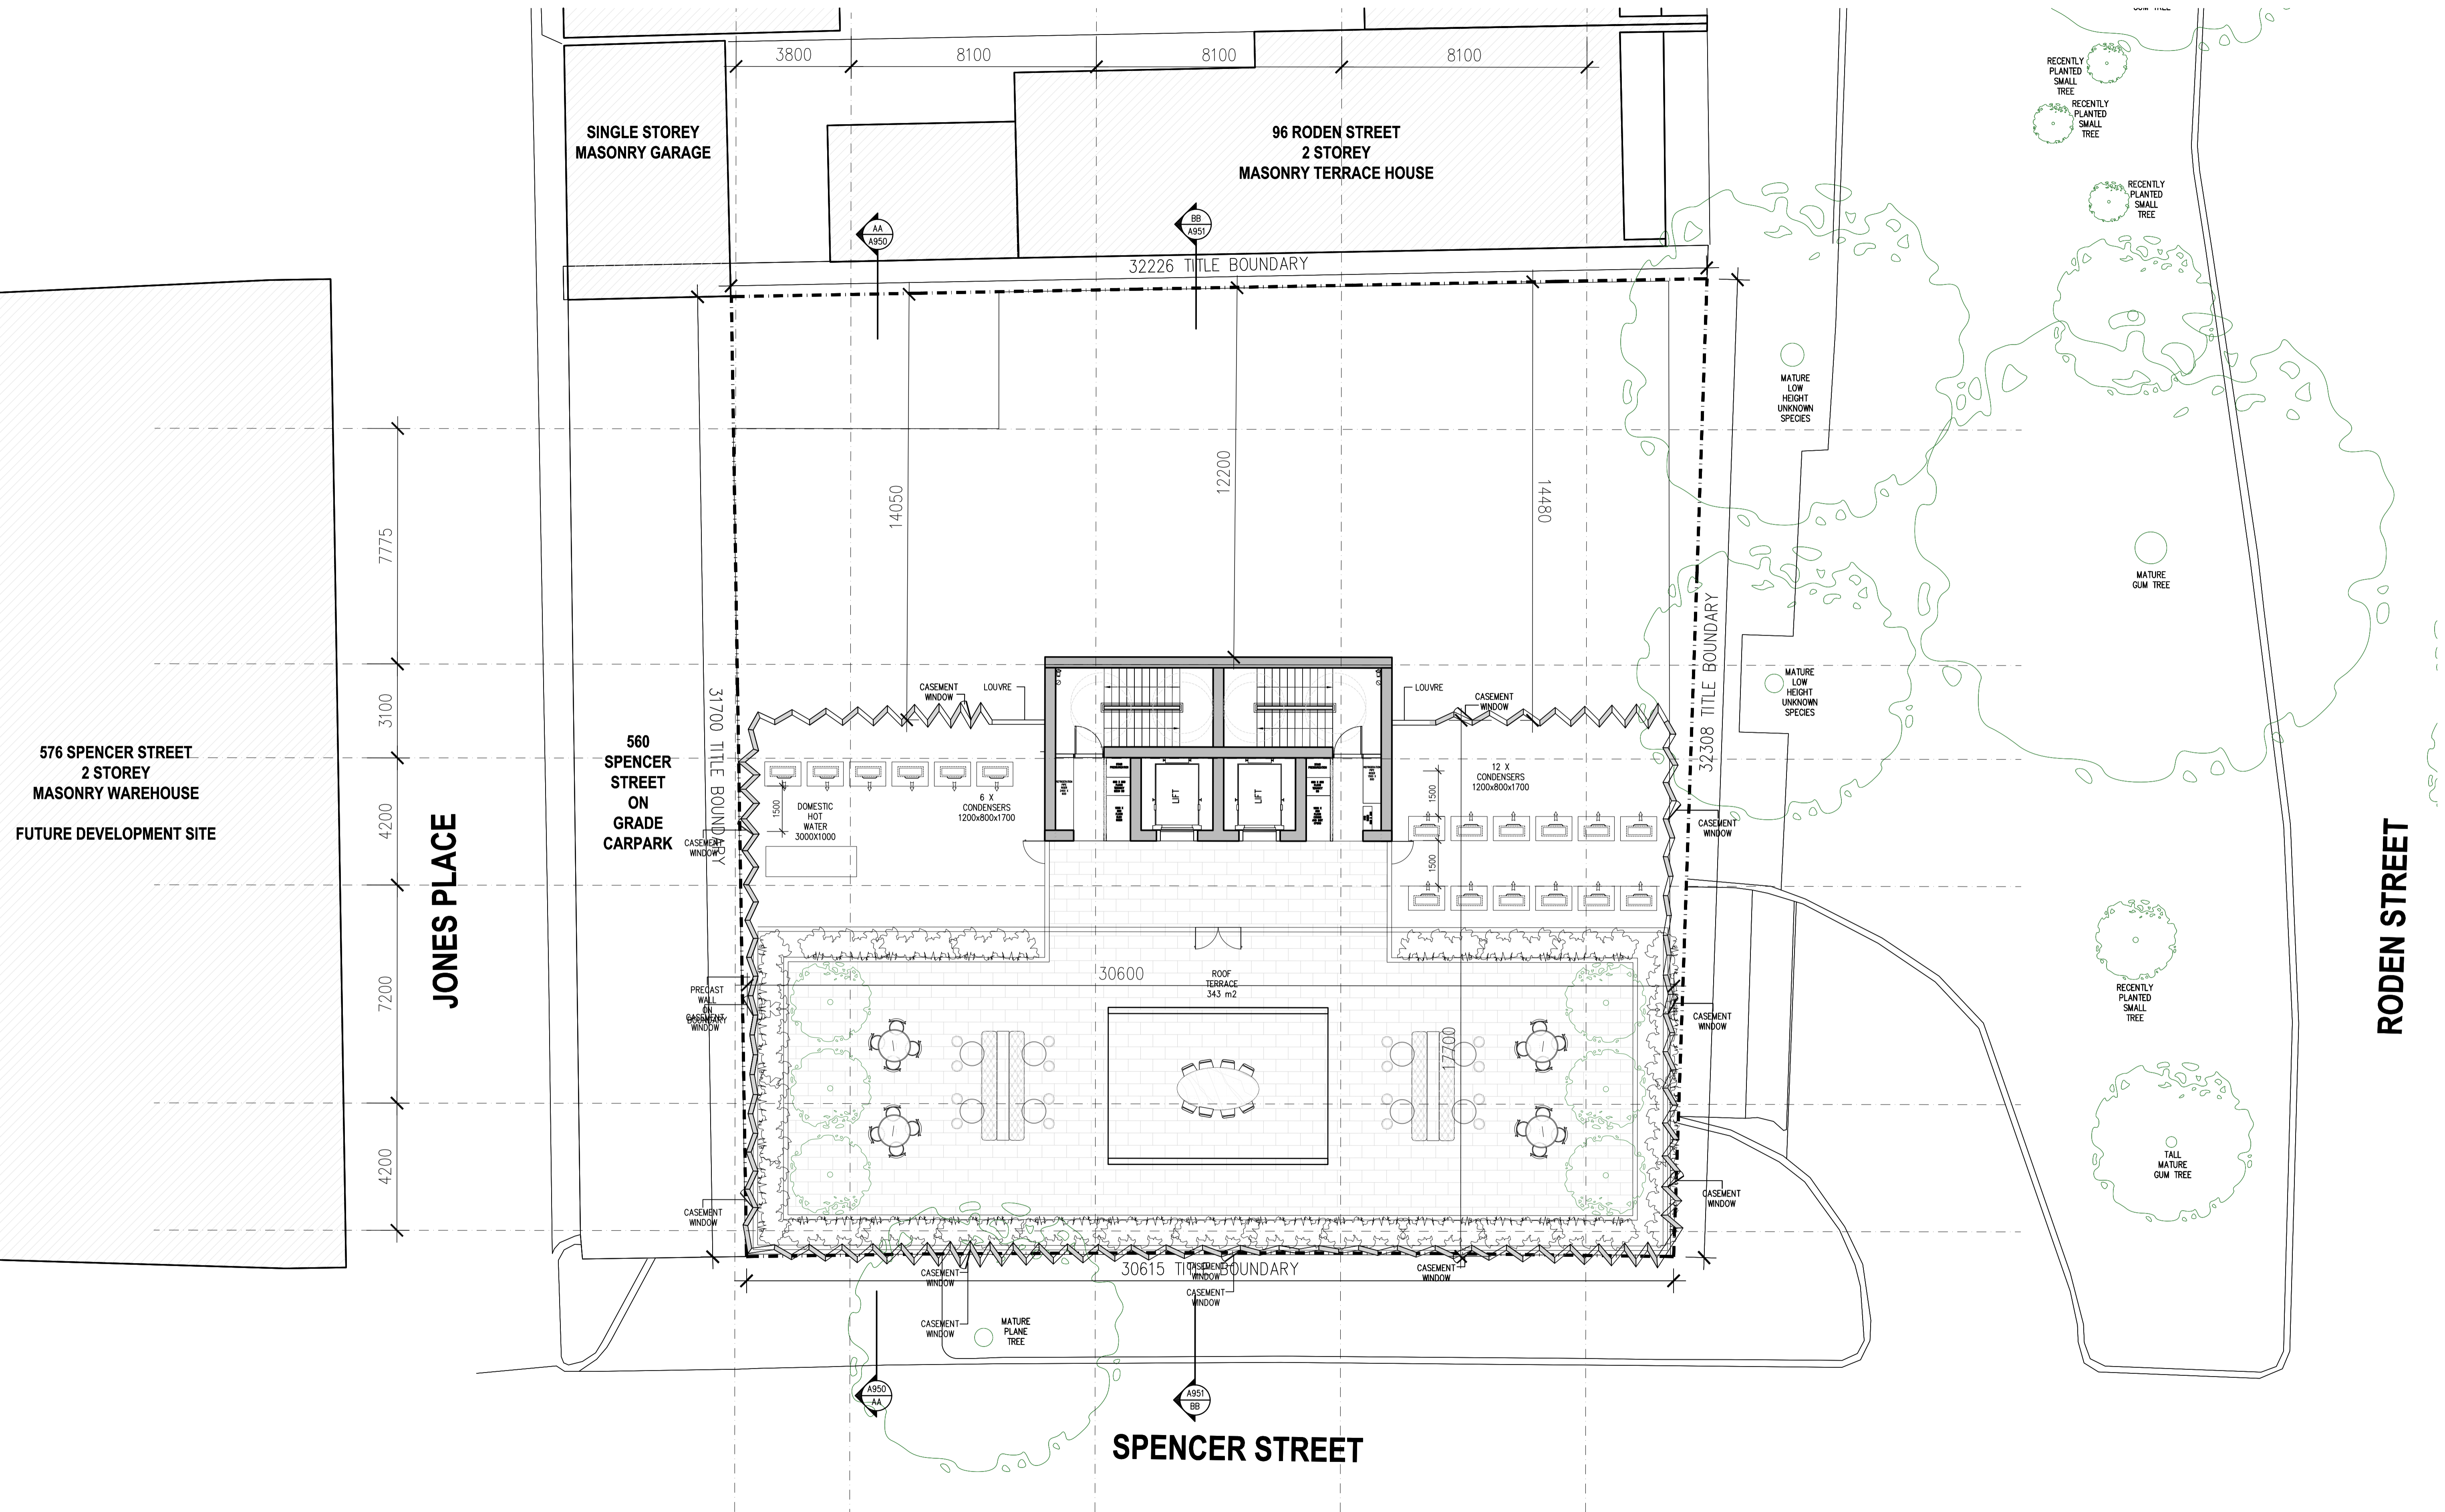 GUM TREE
3800
8100
8100
8100
RECENTLY
PLANTED
SMALL
TREE
RECENTLY
PLANTED
SMALL
TREE
SINGLE STOREY
MASONRY GARAGE
96 RODEN STREET
2 STOREY
MASONRY TERRACE HOUSE
RECENTLY
PLANTED
SMALL
TREE
AA
A950
BB
A951
32226 TITLE BOUNDARY
MATURE
LOW
HEIGHT
UNKNOWN
SPECIES
14050
12200
14480
7775
MATURE
GUM TREE
32308 TITLE BOUNDARY
31700 TITLE BOUNDARY
3100
CASEMENT
WINDOW
LOUVRE
LOUVRE
CASEMENT
WINDOW
MATURE
LOW
HEIGHT
UNKNOWN
SPECIES
576 SPENCER STREET
2 STOREY
MASONRY WAREHOUSE
FUTURE DEVELOPMENT SITE
560
SPENCER
STREET
ON
GRADE
CARPARK
4200
1500
DOMESTIC
HOT
WATER
3000X1000
6 X
CONDENSERS
1200x800x1700
LIFT
LIFT
12 X
CONDENSERS
1200x800x1700
1500
1500
CASEMENT
WINDOW
CASEMENT
WINDOW
JONES PLACE
RODEN STREET
7200
PRECAST
WALL
ON
BOUNDARY
CASEMENT
WINDOW
30600
ROOF
TERRACE
343 m2
17700
CASEMENT
WINDOW
RECENTLY
PLANTED
SMALL
TREE
4200
CASEMENT
WINDOW
CASEMENT
WINDOW
TALL
MATURE
GUM TREE
30615 TITLE BOUNDARY
CASEMENT
WINDOW
CASEMENT
WINDOW
CASEMENT
WINDOW
CASEMENT
WINDOW
CASEMENT
WINDOW
MATURE
PLANE
TREE
A950
AA
A951
BB
SPENCER STREET